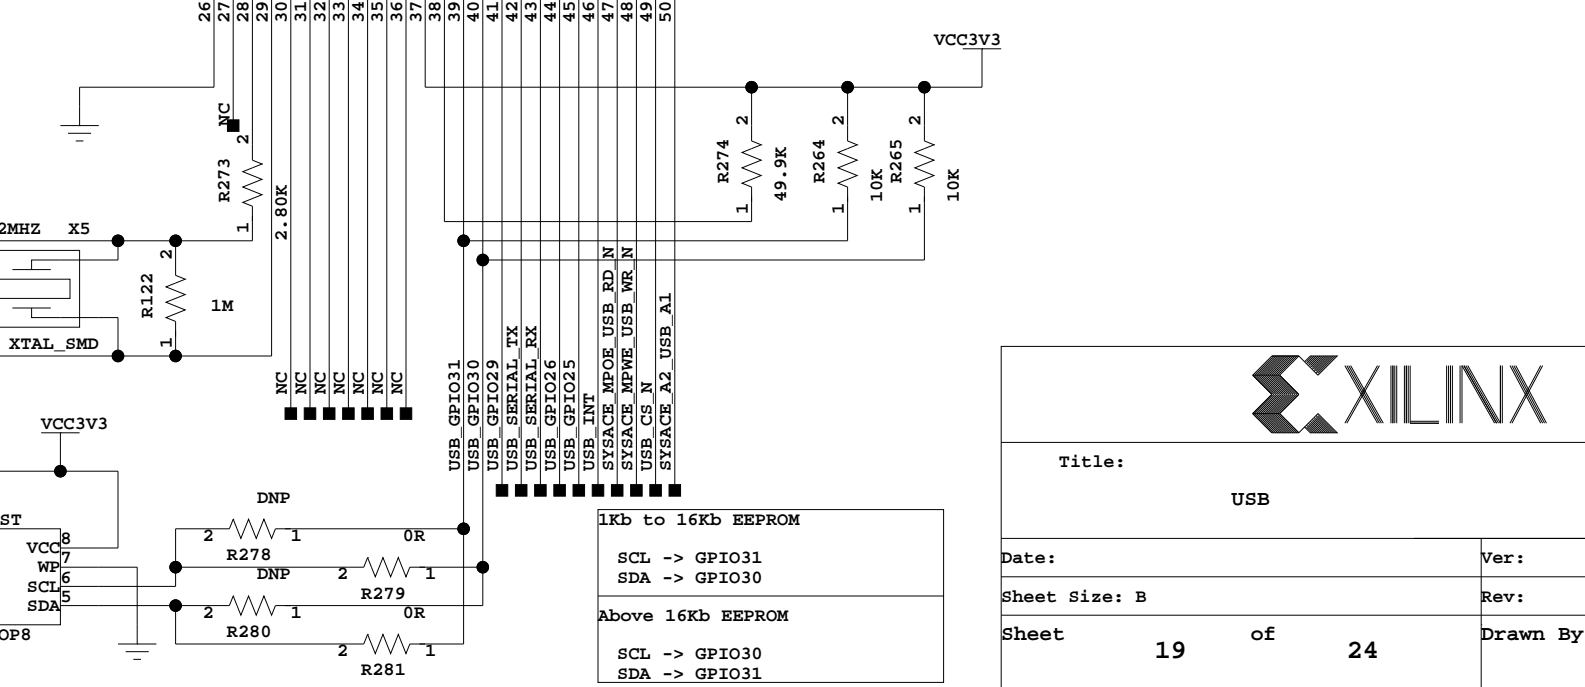 26
27
28
29
30
31
32
33
34
35
36
37
38
39
40
41
42
43
44
45
46
47
48
49
50
VCC3V3
NC
2
R273
1
2.80K
2
R274
1
49.9K
2
R264
1
10K
2
R265
1
10K
2MHZ X5
2
R122
1M
1
XTAL_SMD
NC
NC
NC
NC
NC
NC
NC
USB_GPIO31
USB_GPIO30
USB_GPIO29
USB_SERIAL_TX
USB_SERIAL_RX
USB_GPIO26
USB_GPIO25
USB_INT
SYSACE_MPOE_USB_RD_N
SYSACE_MPWE_USB_WR_N
USB_CS_N
SYSACE_A2_USB_A1
VCC3V3
ST
VCC 8
WP 7
SCL 6
SDA 5
OP8
DNP
2 1 0R
R278
DNP
2 1
R279
2 1 0R
R280
2 1
R281
1Kb to 16Kb EEPROM
SCL -> GPIO31
SDA -> GPIO30
Above 16Kb EEPROM
SCL -> GPIO30
SDA -> GPIO31
XILINX
Title:
USB
Date:
Ver:
Sheet Size: B
Rev:
Sheet 19 of 24
Drawn By